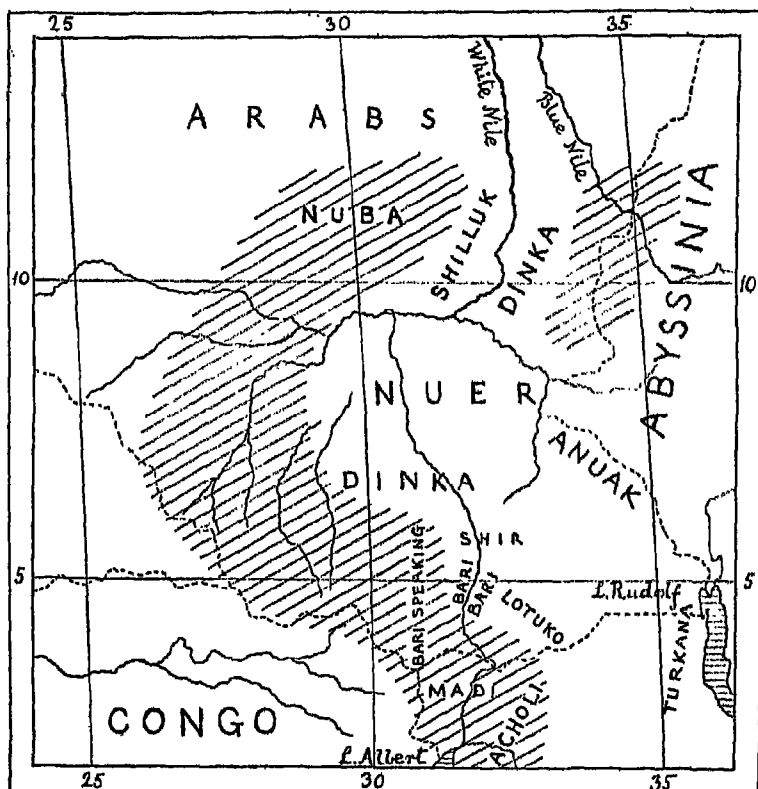 25 30 35
White Nile
Blue Nile
ARABS
NUBA
SHILLUK
DINKA
ABYSSINIA
10 10
NUER
ANUAK
DINKA
SHIR
BARI SPEAKING
BARI
BARI
5 5
LOTUKO
L. Rudolf
TURKANA
MADI
ACHOLI
CONGO
L. Albert
25 30 35